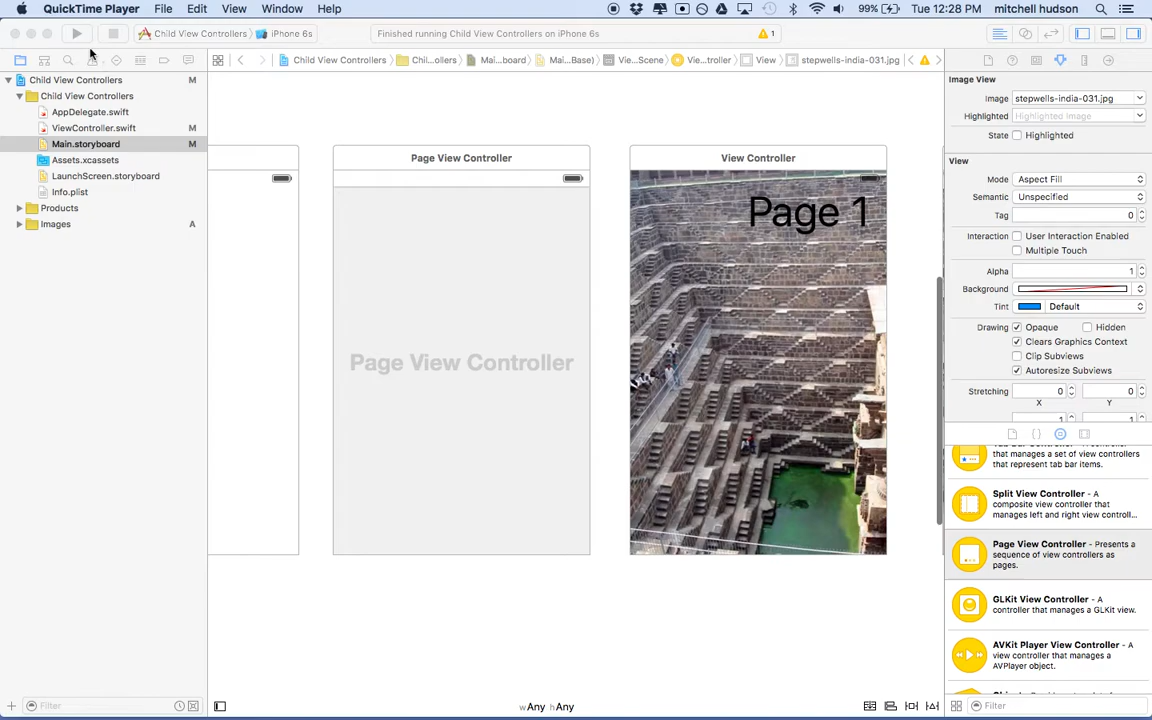 QuickTime Player File Edit View Window Help 99% Tue 12:28 PM mitchell hudson
Child View Controllers iPhone 6s Finished running Child View Controllers on iPhone 6s 1
Child View Controllers Chil...ollers Mai...board Mai...Base) Vie...Scene Vie...troller View stepwells-india-031.jpg
Child View Controllers M
Child View Controllers
AppDelegate.swift
ViewController.swift M
Main.storyboard M
Assets.xcassets
LaunchScreen.storyboard
Info.plist
Products
Images A
Filter
Page View Controller
Page View Controller
View Controller
Page 1
wAny hAny
Image View
Image stepwells-india-031.jpg
Highlighted Highlighted Image
State Highlighted
View
Mode Aspect Fill
Semantic Unspecified
Tag 0
Interaction User Interaction Enabled
Multiple Touch
Alpha 1
Background
Tint Default
Drawing Opaque Hidden
Clears Graphics Context
Clip Subviews
Autoresize Subviews
Stretching 0 0
X Y
that manages a set of view controllers
that represent tab bar items.
Split View Controller - A
composite view controller that
manages left and right view controll...
Page View Controller - Presents a
sequence of view controllers as
pages.
GLKit View Controller - A
controller that manages a GLKit view.
AVKit Player View Controller - A
view controller that manages a
AVPlayer object.
Filter